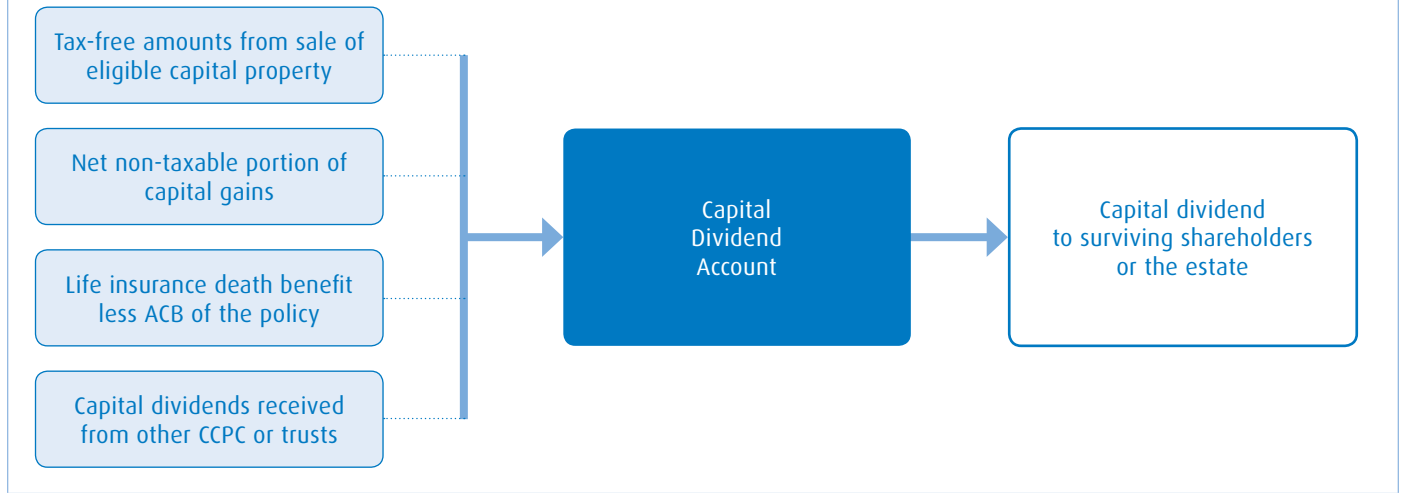 Tax-free amounts from sale of
eligible capital property
Net non-taxable portion of
capital gains
Life insurance death benefit
less ACB of the policy
Capital dividends received
from other CCPC or trusts
Capital
Dividend
Account
Capital dividend
to surviving shareholders
or the estate